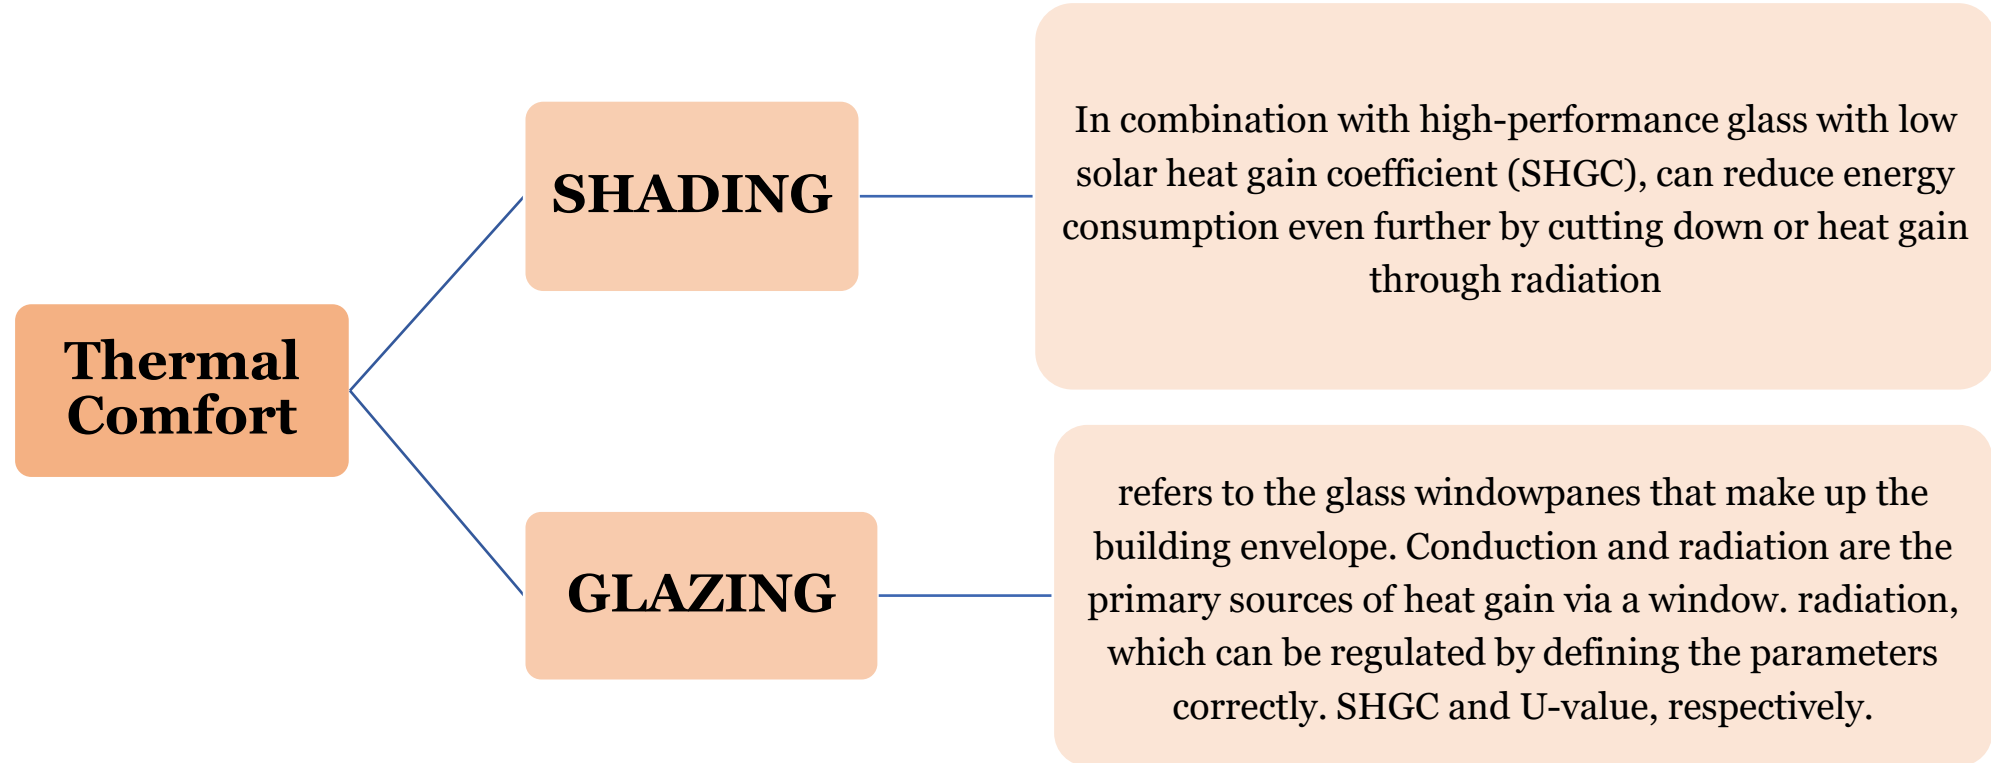 Thermal
Comfort
SHADING
In combination with high-performance glass with low
solar heat gain coefficient (SHGC), can reduce energy
consumption even further by cutting down or heat gain
through radiation
GLAZING
refers to the glass windowpanes that make up the
building envelope. Conduction and radiation are the
primary sources of heat gain via a window. radiation,
which can be regulated by defining the parameters
correctly. SHGC and U-value, respectively.